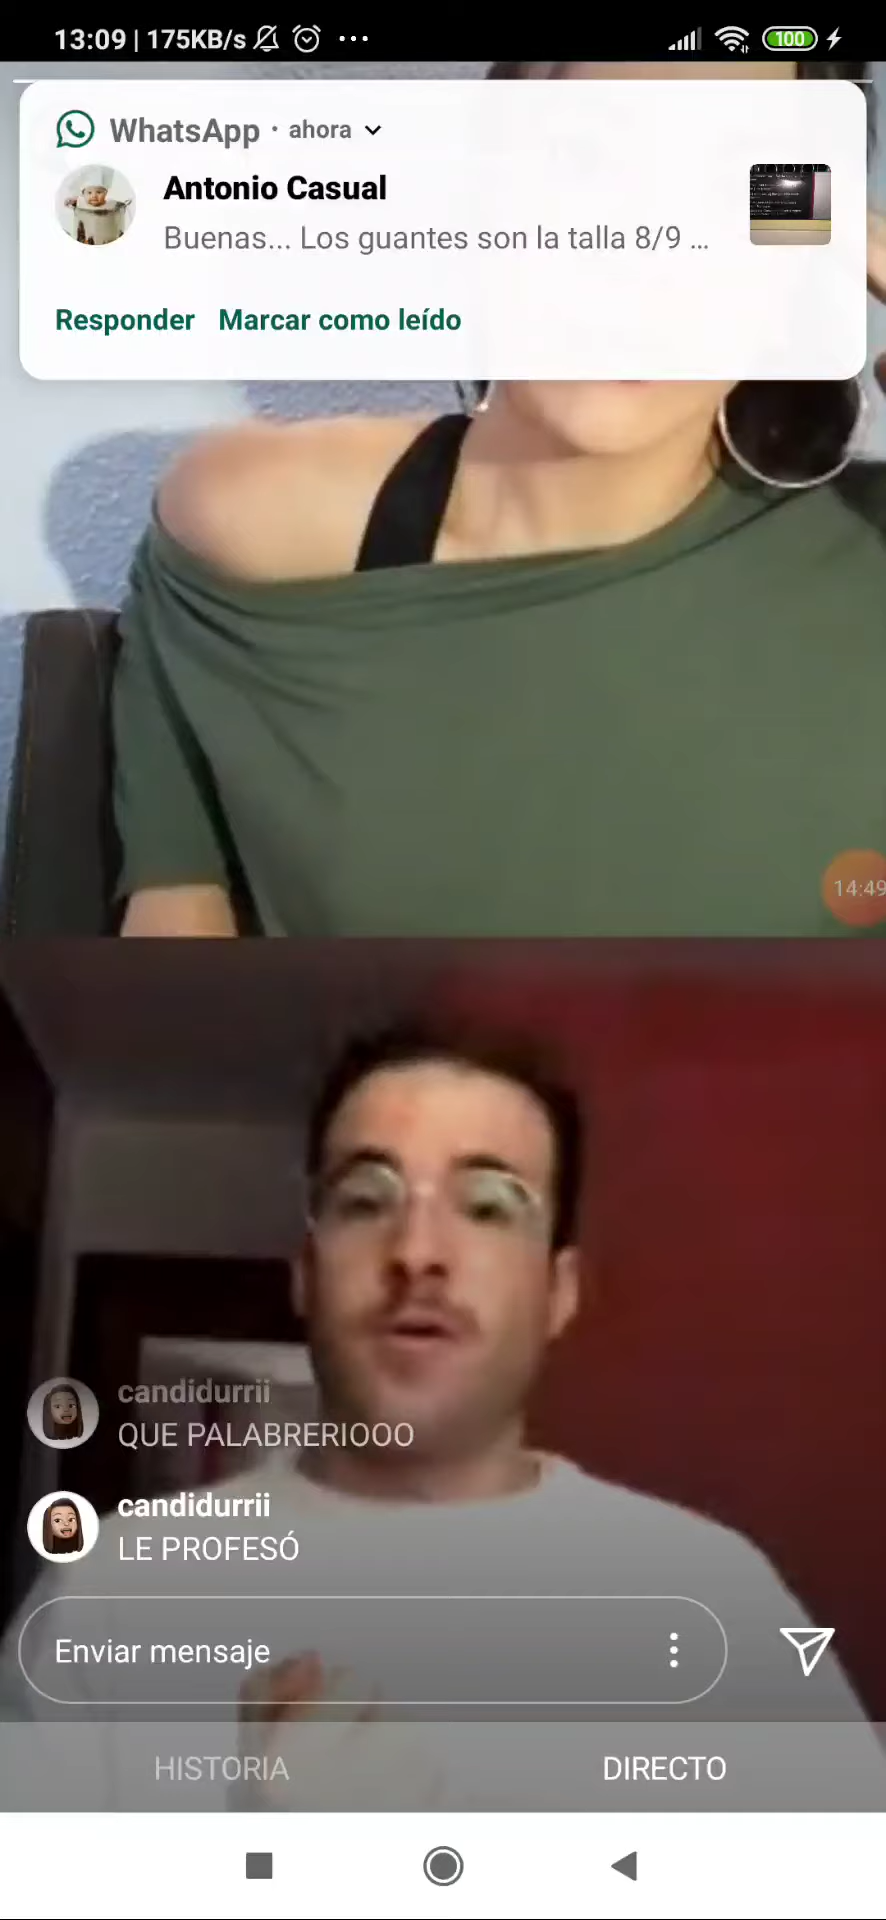 13:09 | 175KB/s
100
WhatsApp · ahora
Antonio Casual
Buenas... Los guantes son la talla 8/9 ...
Responder Marcar como leído
14:49
candidurrii
QUE PALABRERIOOO
candidurrii
LE PROFESÓ
Enviar mensaje
HISTORIA DIRECTO